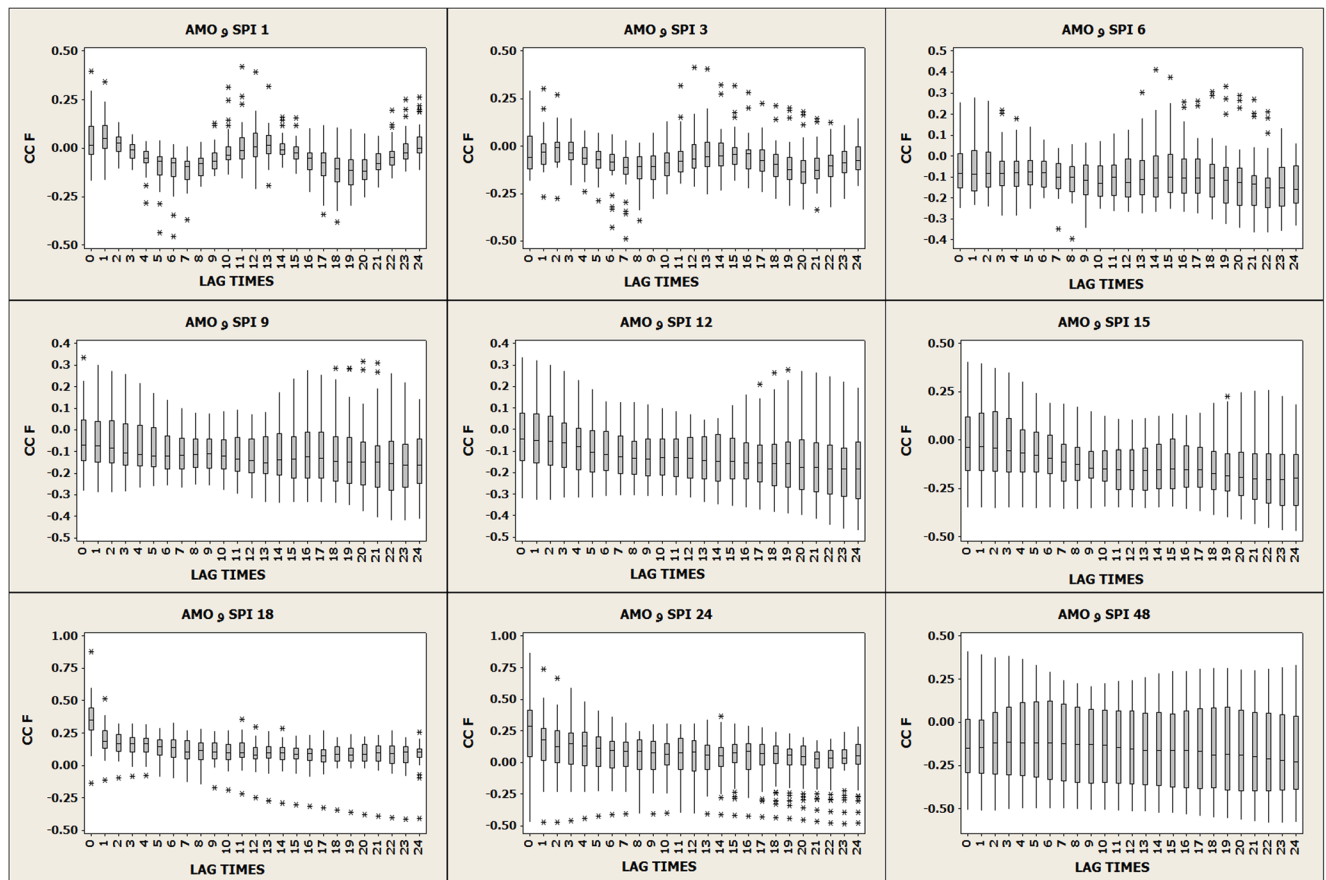 AMO و SPI 1
0.50
0.25
0.00
-0.25
-0.50
CC F
0 1 2 3 4 5 6 7 8 9 10 11 12 13 14 15 16 17 18 19 20 21 22 23 24
LAG TIMES
AMO و SPI 3
0.50
0.25
0.00
-0.25
-0.50
CC F
0 1 2 3 4 5 6 7 8 9 10 11 12 13 14 15 16 17 18 19 20 21 22 23 24
LAG TIMES
AMO و SPI 6
0.5
0.4
0.3
0.2
0.1
0.0
-0.1
-0.2
-0.3
-0.4
CC F
0 1 2 3 4 5 6 7 8 9 10 11 12 13 14 15 16 17 18 19 20 21 22 23 24
LAG TIMES
AMO و SPI 9
0.4
0.3
0.2
0.1
0.0
-0.1
-0.2
-0.3
-0.4
-0.5
CC F
0 1 2 3 4 5 6 7 8 9 10 11 12 13 14 15 16 17 18 19 20 21 22 23 24
LAG TIMES
AMO و SPI 12
0.4
0.3
0.2
0.1
0.0
-0.1
-0.2
-0.3
-0.4
-0.5
CC F
0 1 2 3 4 5 6 7 8 9 10 11 12 13 14 15 16 17 18 19 20 21 22 23 24
LAG TIMES
AMO و SPI 15
0.50
0.25
0.00
-0.25
-0.50
CC F
0 1 2 3 4 5 6 7 8 9 10 11 12 13 14 15 16 17 18 19 20 21 22 23 24
LAG TIMES
AMO و SPI 18
1.00
0.75
0.50
0.25
0.00
-0.25
-0.50
CC F
0 1 2 3 4 5 6 7 8 9 10 11 12 13 14 15 16 17 18 19 20 21 22 23 24
LAG TIMES
AMO و SPI 24
1.00
0.75
0.50
0.25
0.00
-0.25
-0.50
CC F
0 1 2 3 4 5 6 7 8 9 10 11 12 13 14 15 16 17 18 19 20 21 22 23 24
LAG TIMES
AMO و SPI 48
0.50
0.25
0.00
-0.25
-0.50
CC F
0 1 2 3 4 5 6 7 8 9 10 11 12 13 14 15 16 17 18 19 20 21 22 23 24
LAG TIMES